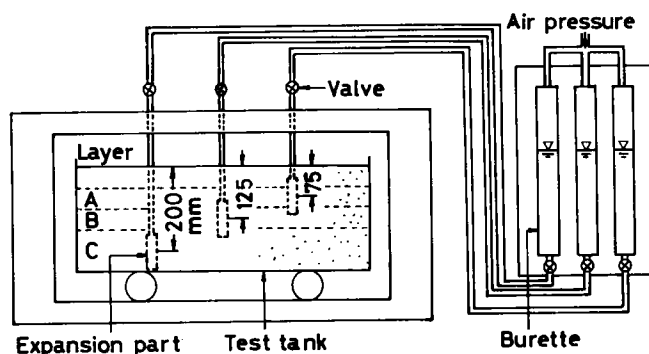 Air pressure
Valve
Layer
A
B
C
200
mm
125
75
Expansion part
Test tank
Burette